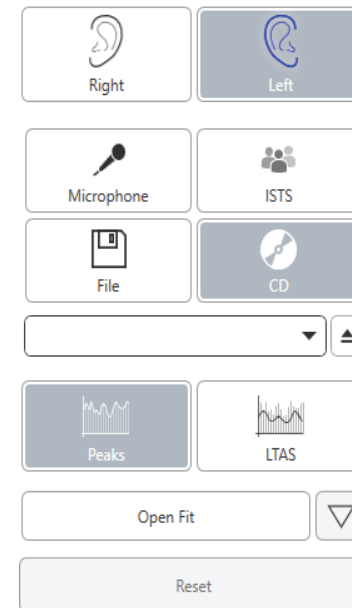 Right Left
Microphone ISTS
File CD
Peaks LTAS
Open Fit
Reset